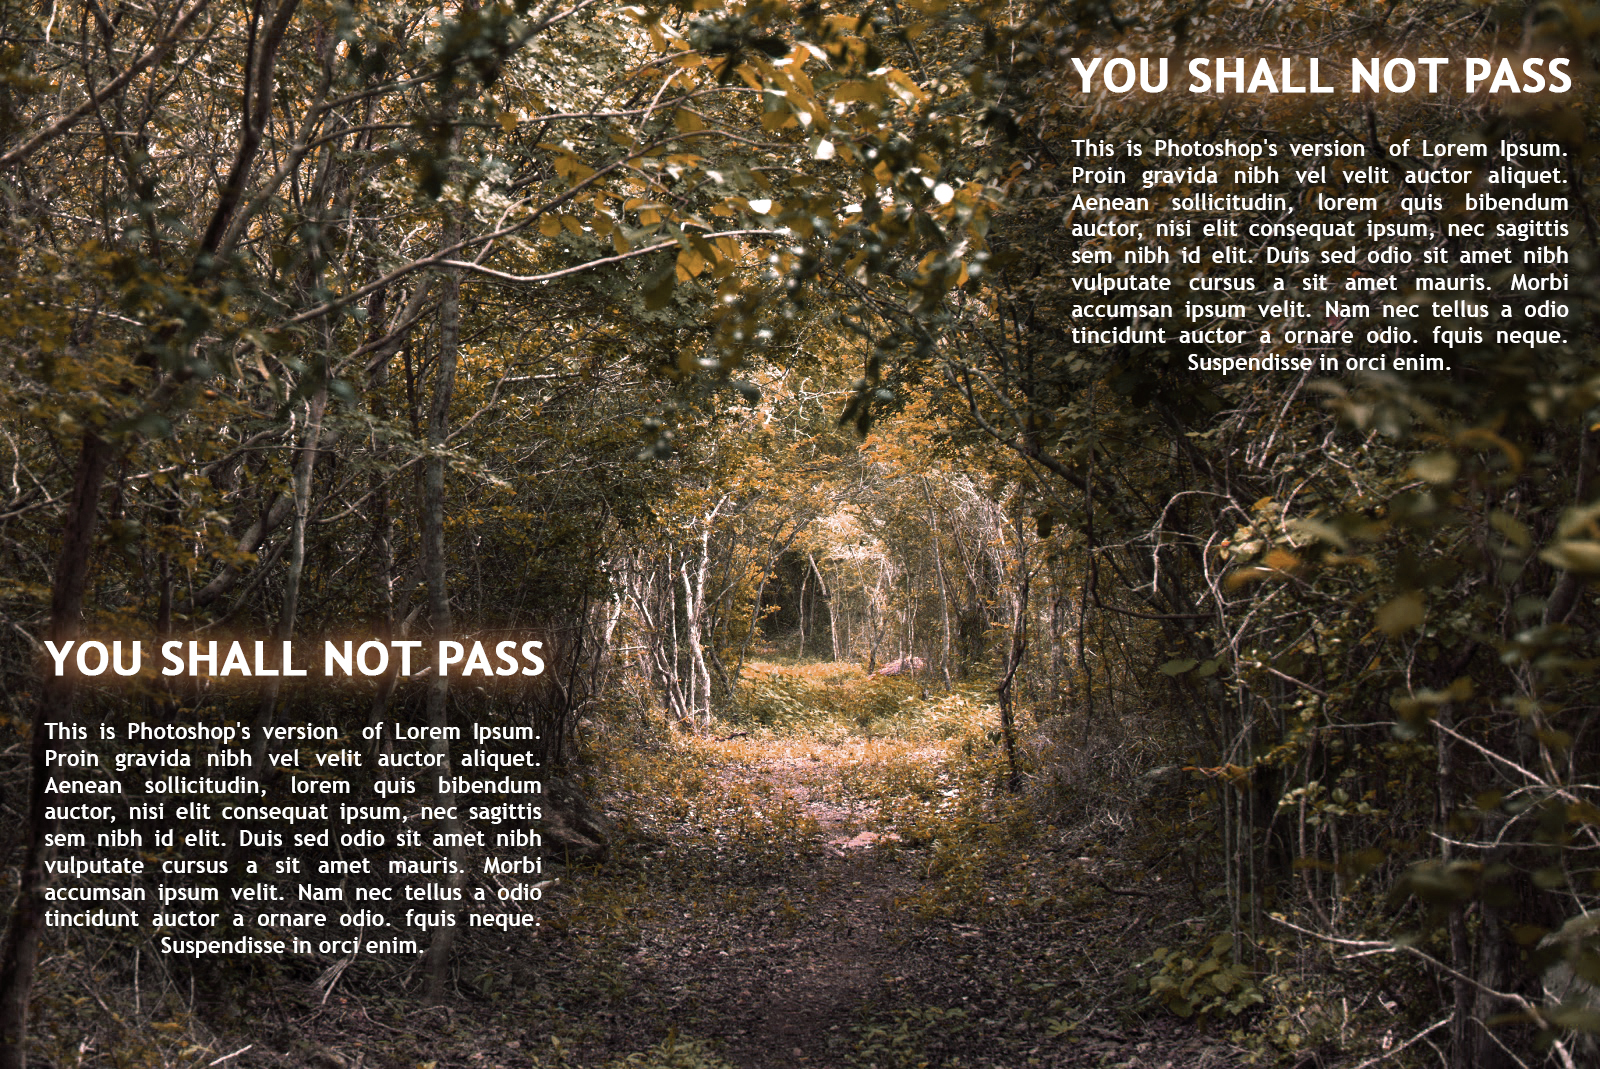 YOU SHALL NOT PASS
This is Photoshop's version  of Lorem Ipsum.
Proin gravida nibh vel velit auctor aliquet.
Aenean sollicitudin, lorem quis bibendum
auctor, nisi elit consequat ipsum, nec sagittis
sem nibh id elit. Duis sed odio sit amet nibh
vulputate cursus a sit amet mauris. Morbi
accumsan ipsum velit. Nam nec tellus a odio
tincidunt auctor a ornare odio. fquis neque.
Suspendisse in orci enim.
YOU SHALL NOT PASS
This is Photoshop's version  of Lorem Ipsum.
Proin gravida nibh vel velit auctor aliquet.
Aenean sollicitudin, lorem quis bibendum
auctor, nisi elit consequat ipsum, nec sagittis
sem nibh id elit. Duis sed odio sit amet nibh
vulputate cursus a sit amet mauris. Morbi
accumsan ipsum velit. Nam nec tellus a odio
tincidunt auctor a ornare odio. fquis neque.
Suspendisse in orci enim.